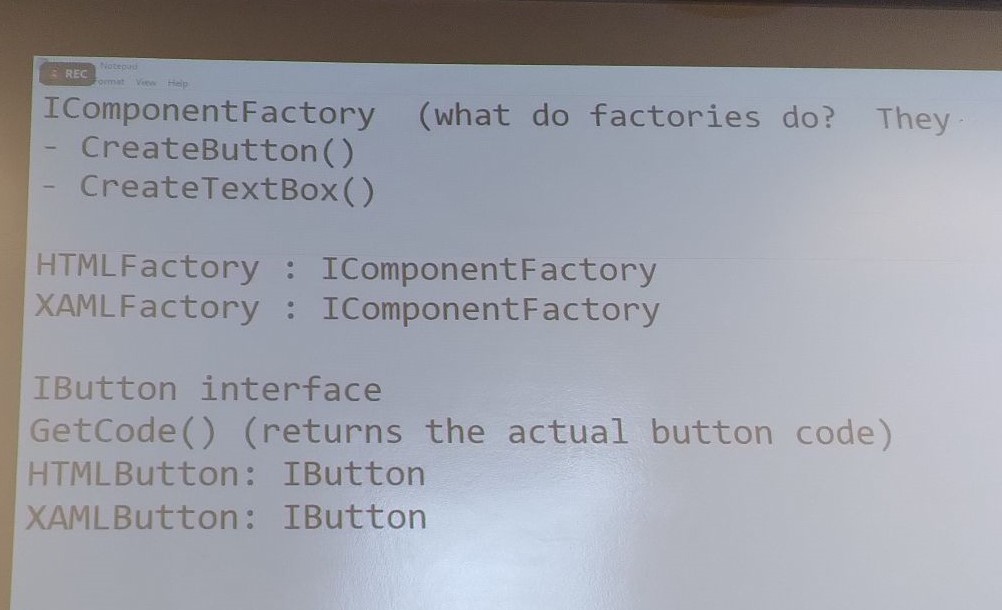 Notepad
REC
ormat View Help
IComponentFactory (what do factories do? They
- CreateButton()
- CreateTextBox()
HTMLFactory : IComponentFactory
XAMLFactory : IComponentFactory
IButton interface
GetCode() (returns the actual button code)
HTMLButton: IButton
XAMLButton: IButton